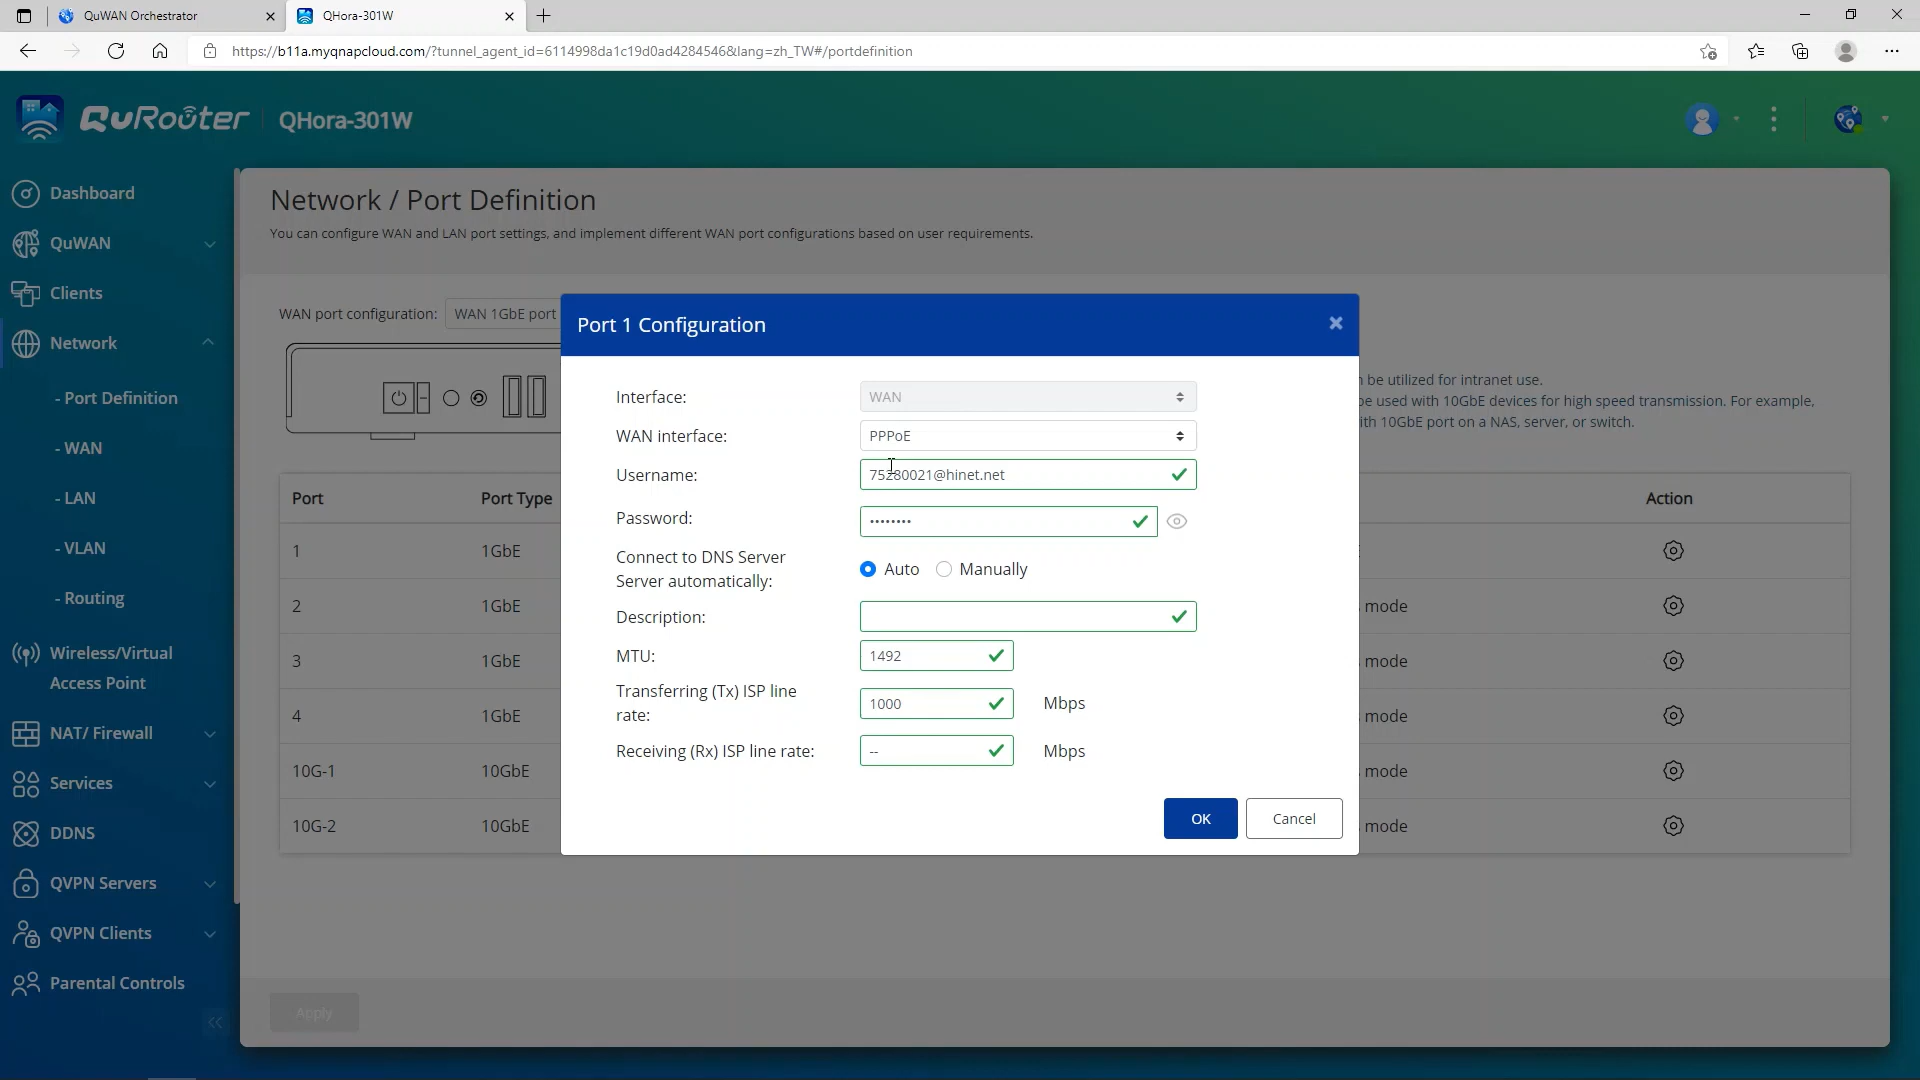 QuWAN Orchestrator
QHora-301W
https://b11a.myqnapcloud.com/?tunnel_agent_id=6114998da1c19d0ad4284546&lang=zh_TW#/portdefinition
QuRouter
QHora-301W
Dashboard
QuWAN
Clients
Network
- Port Definition
- WAN
- LAN
- VLAN
- Routing
Wireless/Virtual
Access Point
NAT/ Firewall
Services
DDNS
QVPN Servers
QVPN Clients
Parental Controls
Network / Port Definition
You can configure WAN and LAN port settings, and implement different WAN port configurations based on user requirements.
WAN port configuration: WAN 1GbE port
n be utilized for intranet use.
be used with 10GbE devices for high speed transmission. For example,
ith 10GbE port on a NAS, server, or switch.
Port Port Type Action
1 1GbE
2 1GbE mode
3 1GbE mode
4 1GbE mode
10G-1 10GbE mode
10G-2 10GbE mode
Apply
Port 1 Configuration
Interface: WAN
WAN interface: PPPoE
Username: 75280021@hinet.net
Password: ••••••••
Connect to DNS Server
Server automatically:
Auto Manually
Description:
MTU: 1492
Transferring (Tx) ISP line
rate:
1000 Mbps
Receiving (Rx) ISP line rate: -- Mbps
OK Cancel